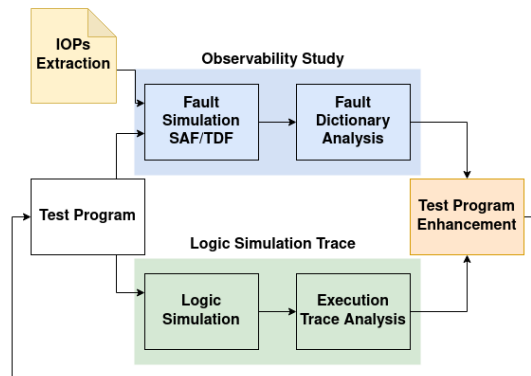 IOPs
Extraction
Observability Study
Fault
Simulation
SAF/TDF
Fault
Dictionary
Analysis
Test Program
Test Program
Enhancement
Logic Simulation Trace
Logic
Simulation
Execution
Trace Analysis